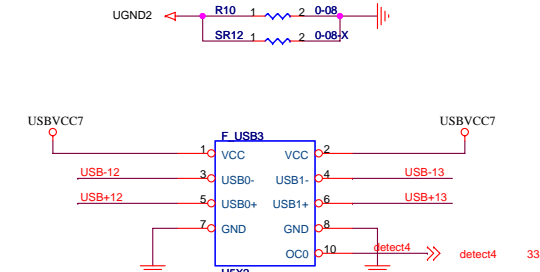 R10 1 2 0-08
UGND2
SR12 1 2 0-08-X
USBVCC7 USBVCC7
F_USB3
1 VCC VCC 2
USB-12 3 USB0- USB1- 4 USB-13
USB+12 5 USB0+ USB1+ 6 USB+13
7 GND GND 8
OC0 10 detect4 detect4 33